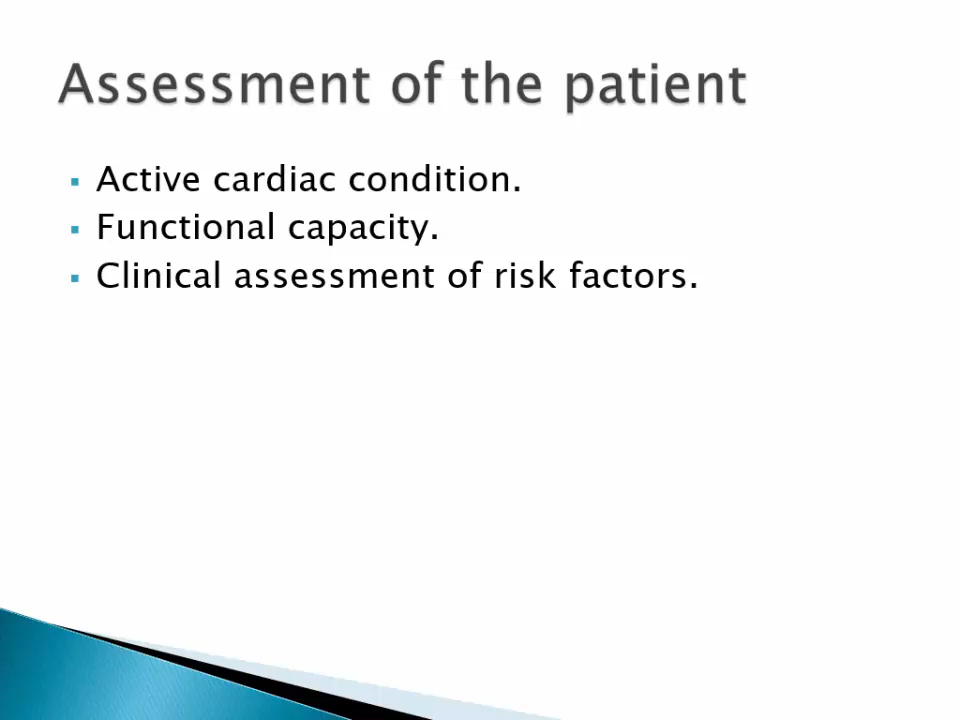 Assessment of the patient
▪ Active cardiac condition.
▪ Functional capacity.
▪ Clinical assessment of risk factors.